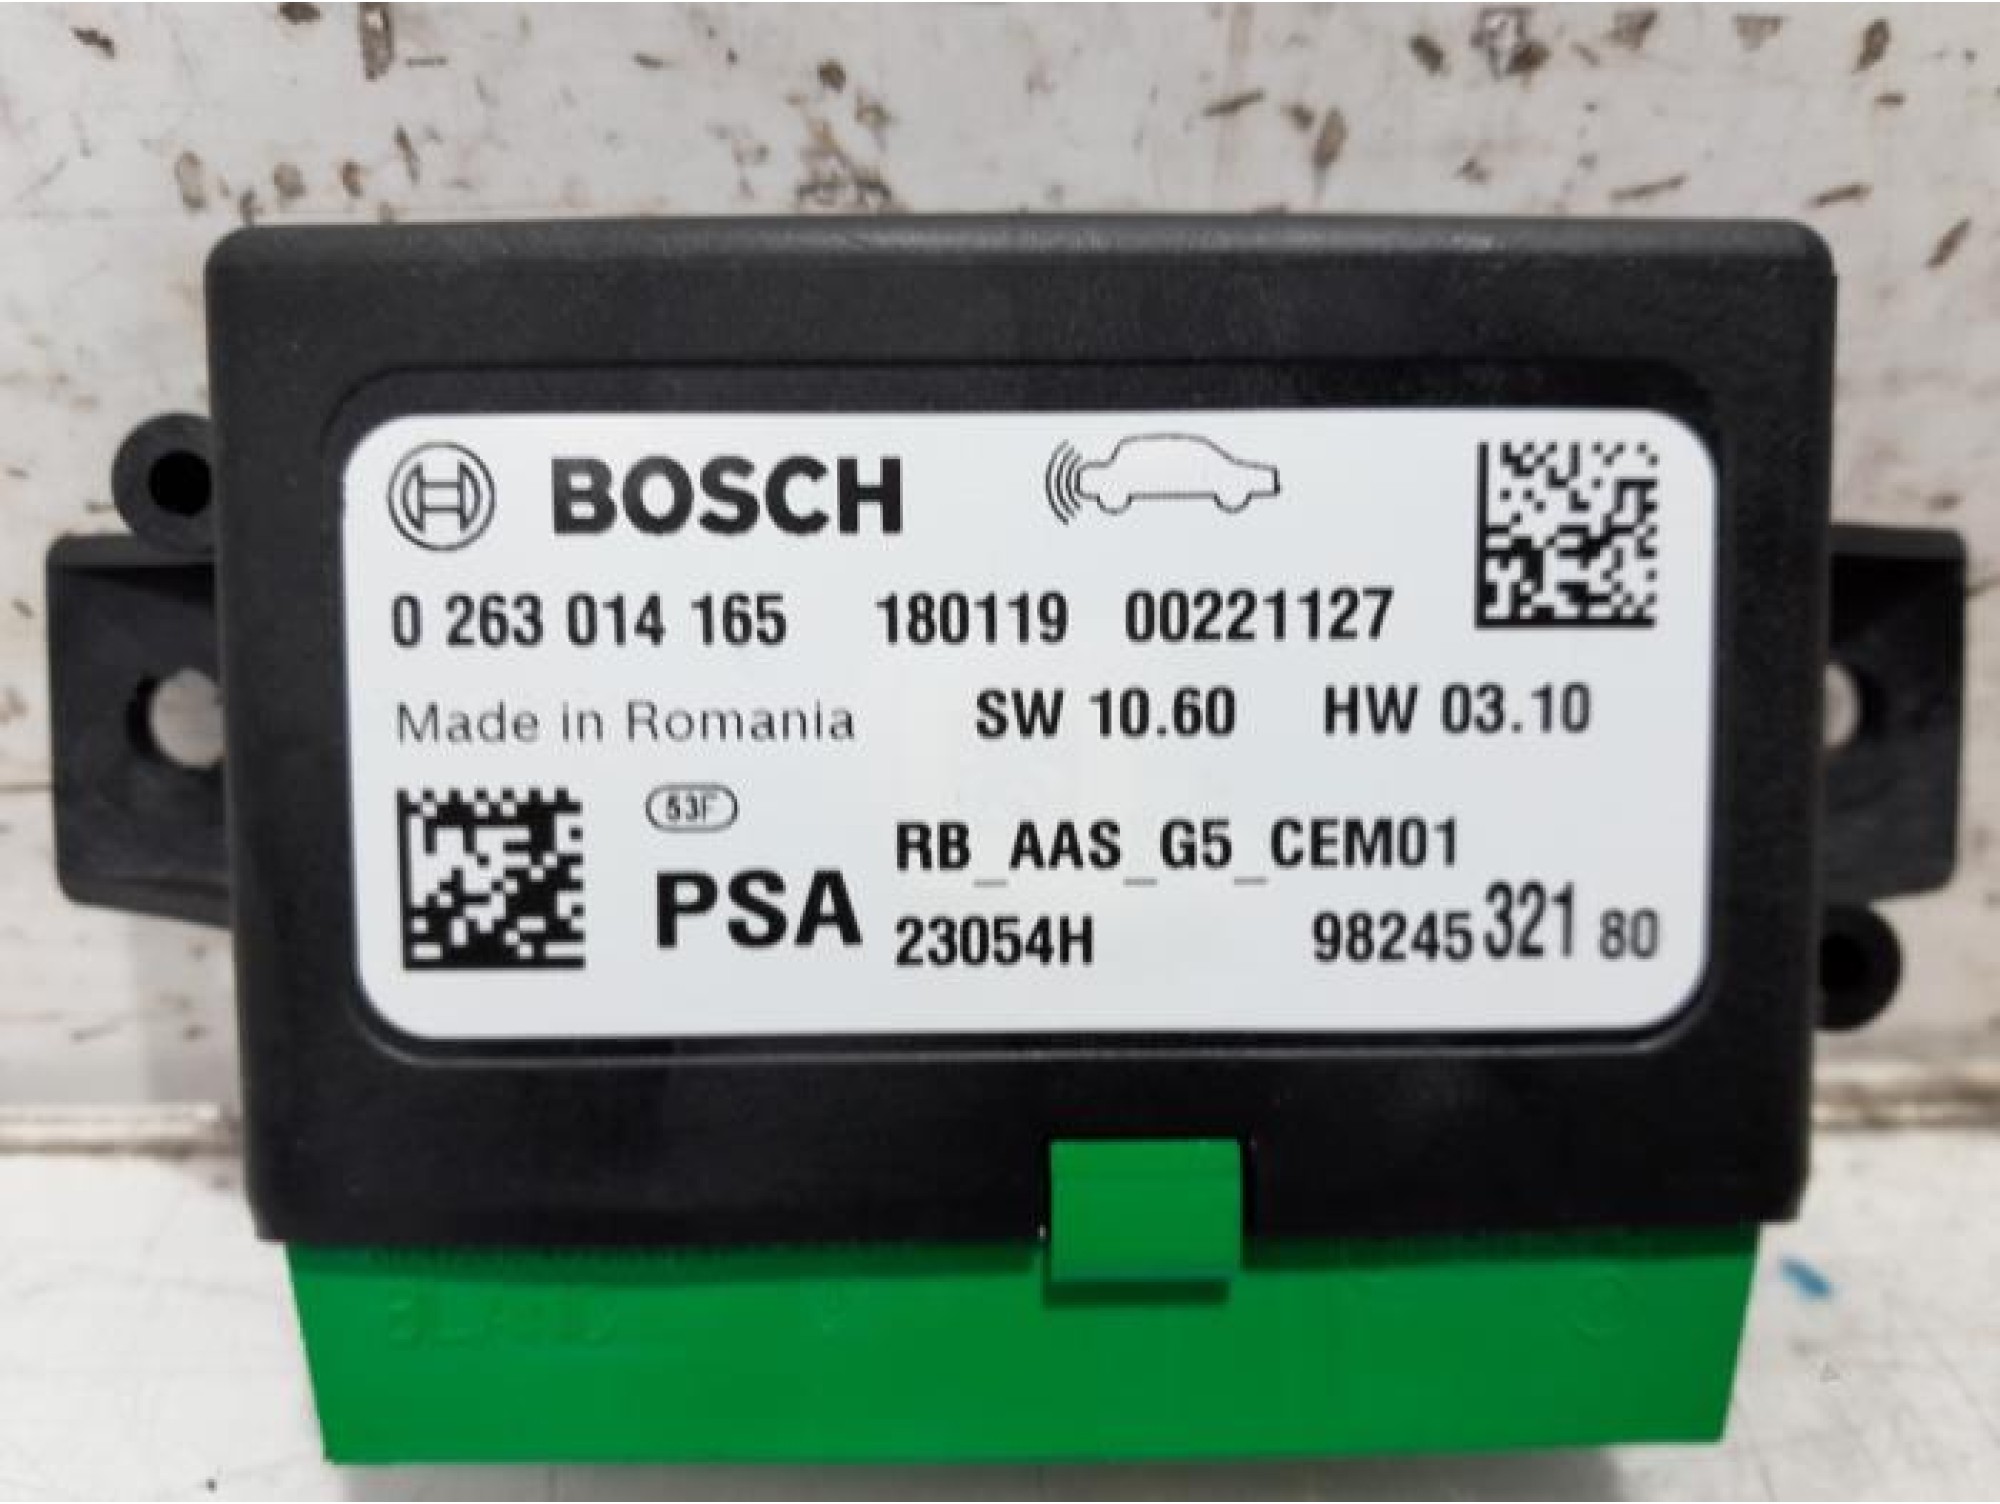 BOSCH
0 263 014 165 180119 00221127
Made in Romania SW 10.60 HW 03.10
53F
PSA RB_AAS_G5_CEM01
23054H 98245 321 80